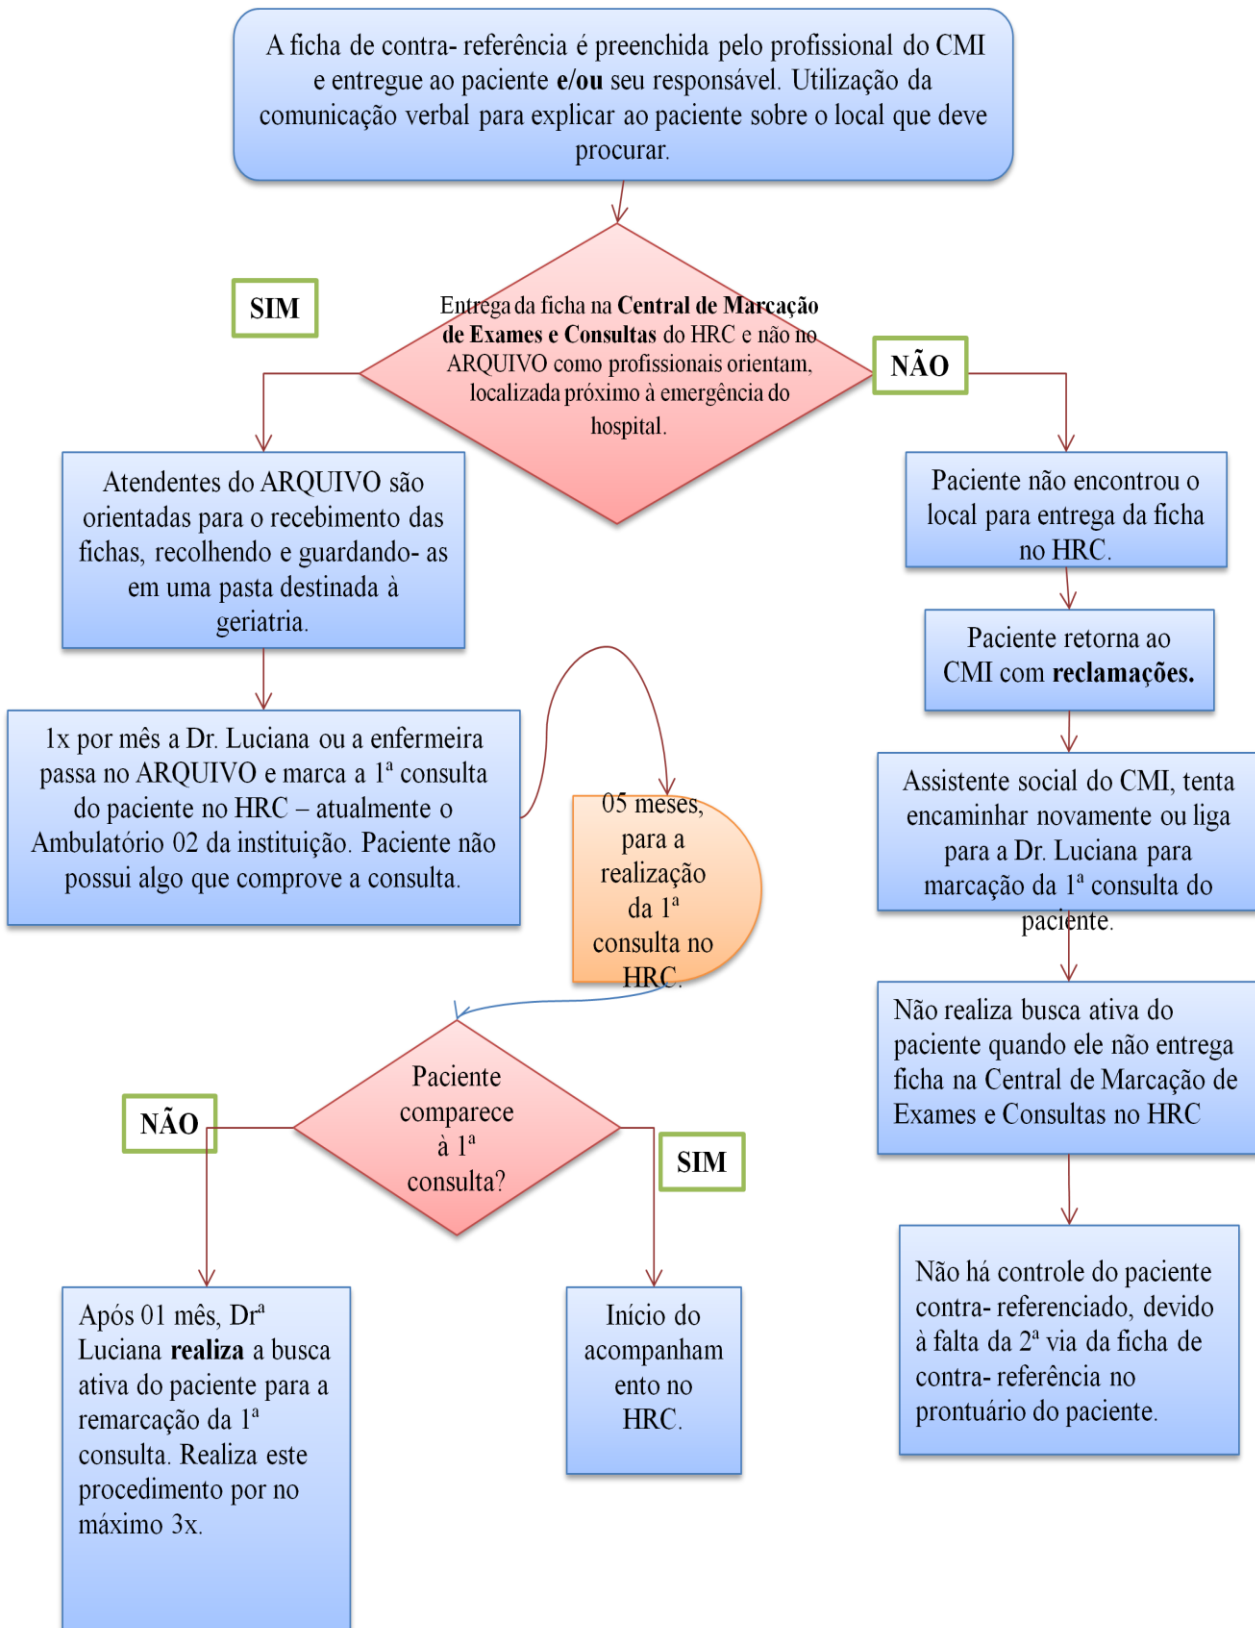 A ficha de contra- referência é preenchida pelo profissional do CMI
e entregue ao paciente e/ou seu responsável. Utilização da
comunicação verbal para explicar ao paciente sobre o local que deve
procurar.
SIM
Entrega da ficha na Central de Marcação
de Exames e Consultas do HRC e não no
ARQUIVO como profissionais orientam,
localizada próximo à emergência do
hospital.
NÃO
Atendentes do ARQUIVO são
orientadas para o recebimento das
fichas, recolhendo e guardando- as
em uma pasta destinada à
geriatria.
Paciente não encontrou o
local para entrega da ficha
no HRC.
Paciente retorna ao
CMI com reclamações.
1x por mês a Dr. Luciana ou a enfermeira
passa no ARQUIVO e marca a 1ª consulta
do paciente no HRC – atualmente o
Ambulatório 02 da instituição. Paciente não
possui algo que comprove a consulta.
05 meses,
para a
realização
da 1ª
consulta no
HRC.
Assistente social do CMI, tenta
encaminhar novamente ou liga
para a Dr. Luciana para
marcação da 1ª consulta do
paciente.
Não realiza busca ativa do
paciente quando ele não entrega
ficha na Central de Marcação de
Exames e Consultas no HRC
NÃO
Paciente
comparece
à 1ª
consulta?
SIM
Após 01 mês, Drª
Luciana realiza a busca
ativa do paciente para a
remarcação da 1ª
consulta. Realiza este
procedimento por no
máximo 3x.
Início do
acompanham
ento no
HRC.
Não há controle do paciente
contra- referenciado, devido
à falta da 2ª via da ficha de
contra- referência no
prontuário do paciente.